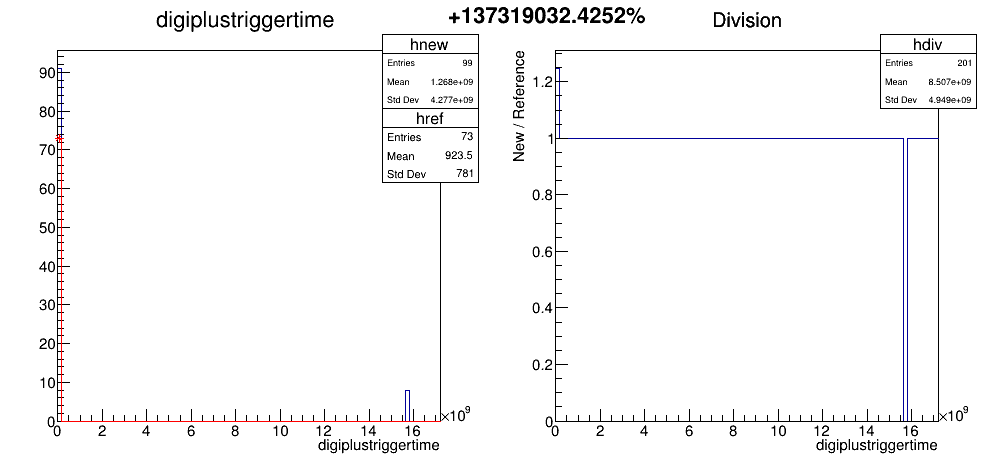 +137319032.4252%
digiplustriggertime
hnew
Entries 99
Mean 1.268e+09
Std Dev 4.277e+09
href
Entries 73
Mean 923.5
Std Dev 781
90
80
70
60
50
40
30
20
10
0
0 2 4 6 8 10 12 14 16
×10⁹
digiplustriggertime
Division
hdiv
Entries 201
Mean 8.507e+09
Std Dev 4.949e+09
New / Reference
1.2
1
0.8
0.6
0.4
0.2
0
0 2 4 6 8 10 12 14 16
×10⁹
digiplustriggertime